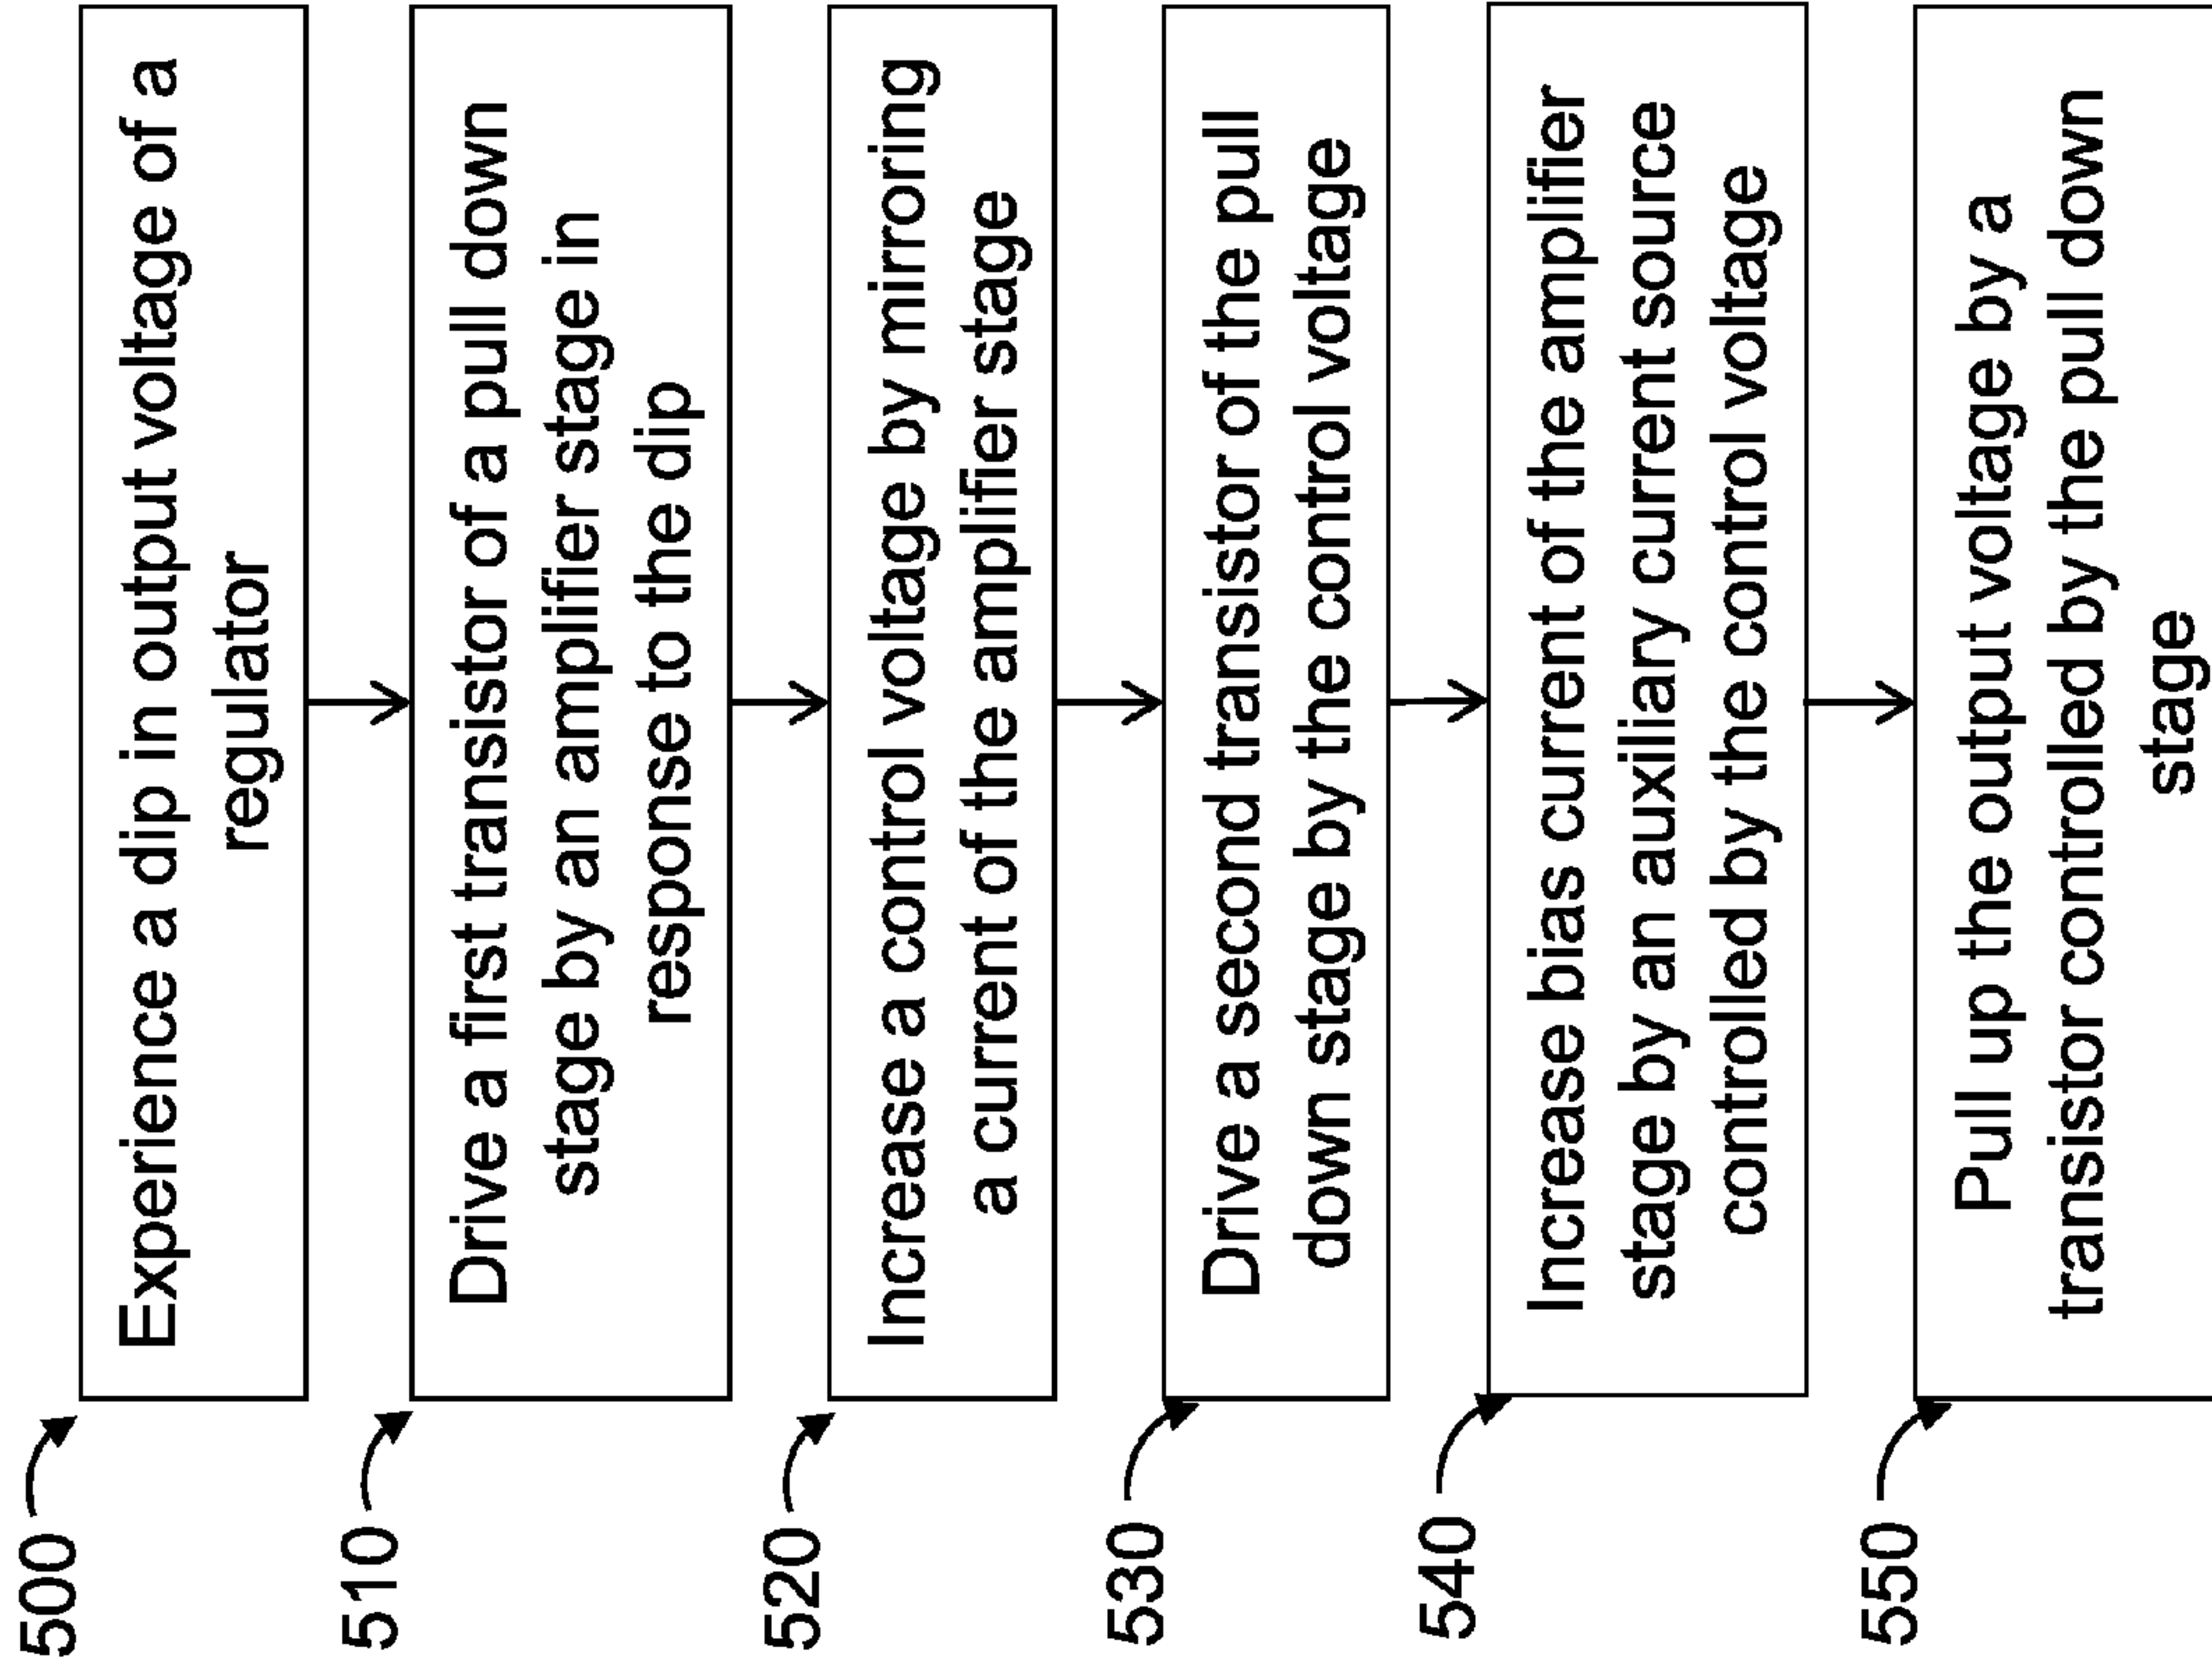 500
Experience a dip in output voltage of a
regulator
510
Drive a first transistor of a pull down
stage by an amplifier stage in
response to the dip
520
Increase a control voltage by mirroring
a current of the amplifier stage
530
Drive a second transistor of the pull
down stage by the control voltage
540
Increase bias current of the amplifier
stage by an auxiliary current source
controlled by the control voltage
550
Pull up the output voltage by a
transistor controlled by the pull down
stage